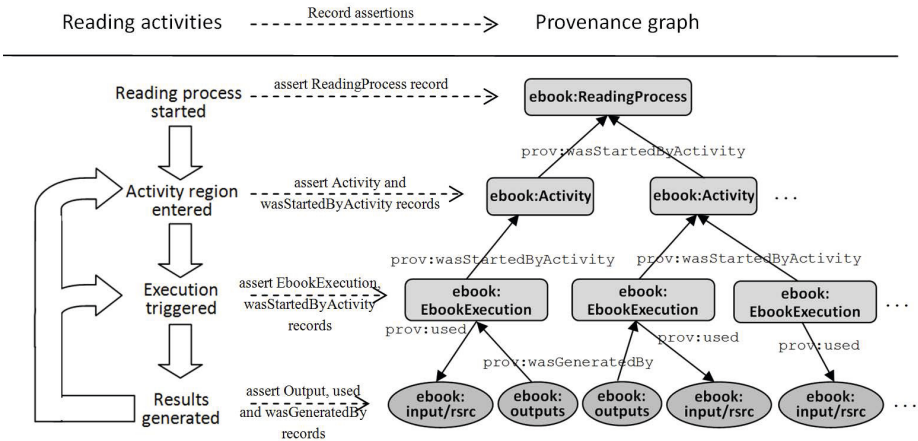 Reading activities
Record assertions
Provenance graph
Reading process
started
assert ReadingProcess record
ebook:ReadingProcess
prov:wasStartedByActivity
Activity region
entered
assert Activity and
wasStartedByActivity records
ebook:Activity
ebook:Activity
...
prov:wasStartedByActivity
prov:wasStartedByActivity
Execution
triggered
assert EbookExecution,
wasStartedByActivity
records
ebook:
EbookExecution
ebook:
EbookExecution
ebook:
EbookExecution
...
prov:used
prov:used
prov:used
prov:wasGeneratedBy
Results
generated
assert Output, used
and wasGeneratedBy
records
ebook:
input/rsrc
ebook:
outputs
ebook:
outputs
ebook:
input/rsrc
ebook:
input/rsrc
...